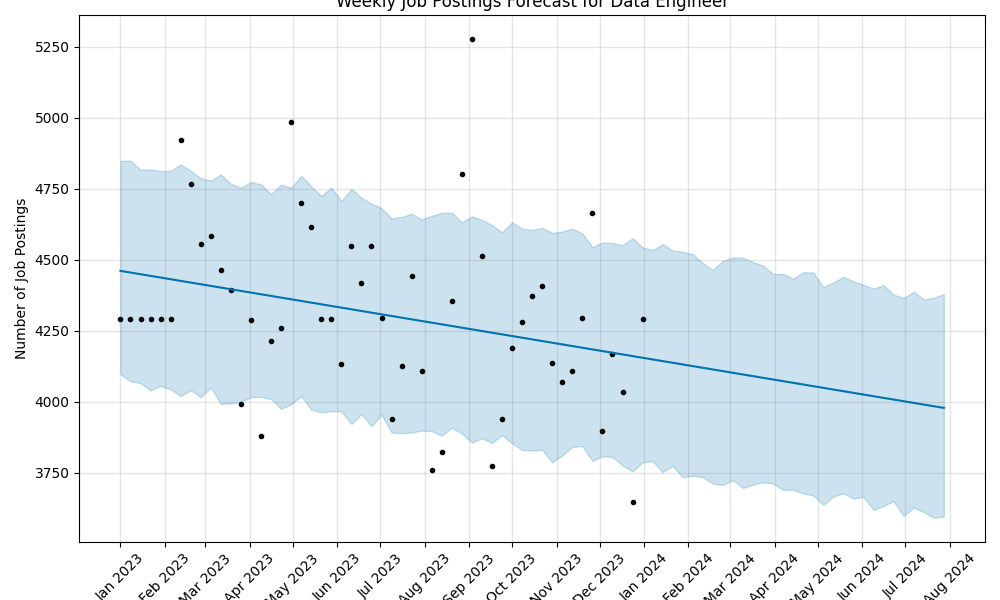 Weekly Job Postings Forecast for Data Engineer
Number of Job Postings
5250
5000
4750
4500
4250
4000
3750
Jan 2023
Feb 2023
Mar 2023
Apr 2023
May 2023
Jun 2023
Jul 2023
Aug 2023
Sep 2023
Oct 2023
Nov 2023
Dec 2023
Jan 2024
Feb 2024
Mar 2024
Apr 2024
May 2024
Jun 2024
Jul 2024
Aug 2024